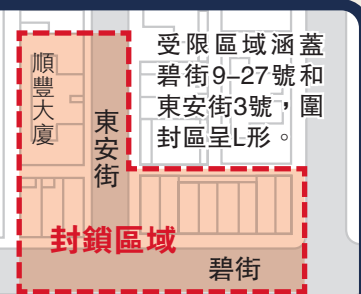 受限區域涵蓋
碧街9–27號和
東安街3號，圍
封區呈L形。
順豐大廈
東安街
封鎖區域
碧街